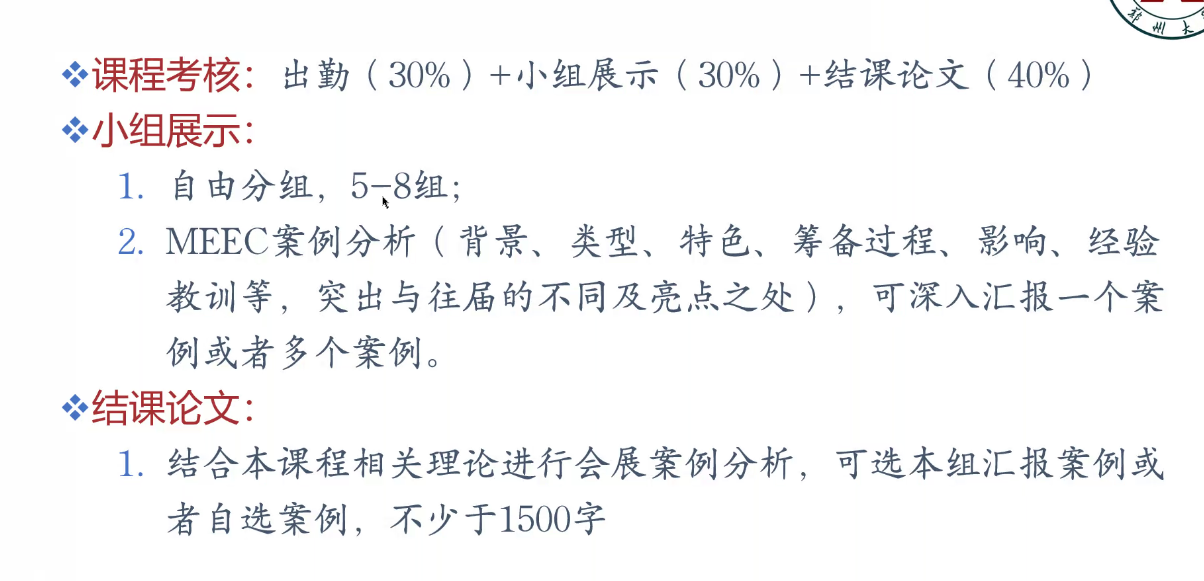 郑州大
❖课程考核：出勤（30%）+小组展示（30%）+结课论文（40%）
❖小组展示：
1. 自由分组，5-8组；
2. MEEC案例分析（背景、类型、特色、筹备过程、影响、经验
教训等，突出与往届的不同及亮点之处），可深入汇报一个案
例或者多个案例。
❖结课论文：
1. 结合本课程相关理论进行会展案例分析，可选本组汇报案例或
者自选案例，不少于1500字